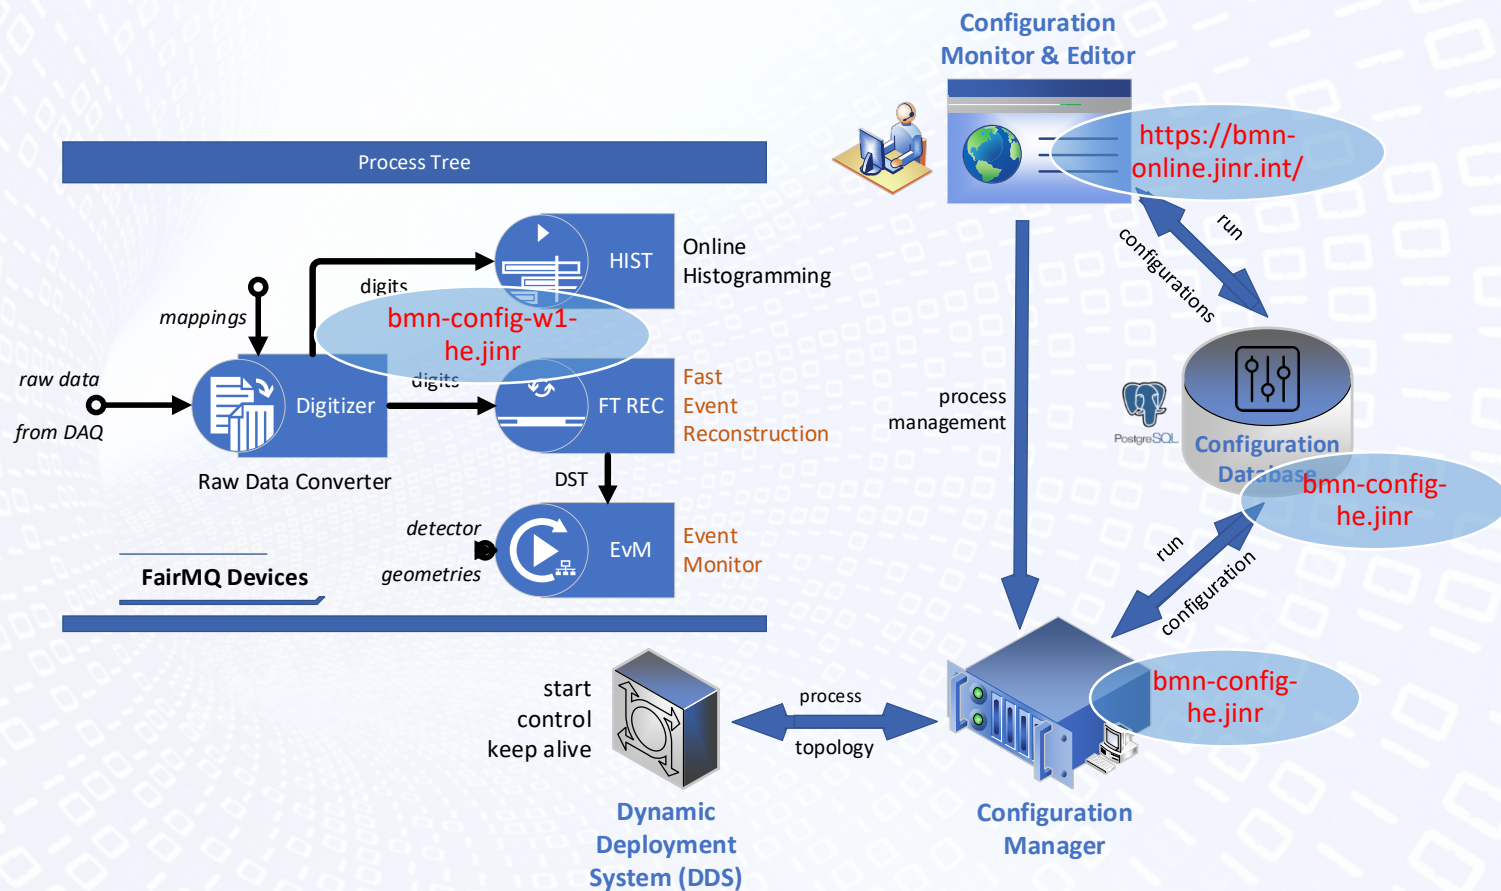 Configuration
Monitor & Editor
https://bmn-
online.jinr.int/
Process Tree
HIST
Online
Histogramming
digits
bmn-config-w1-
he.jinr
mappings
raw data
from DAQ
Digitizer
Raw Data Converter
digits
FT REC
Fast
Event
Reconstruction
DST
detector
geometries
EvM
Event
Monitor
FairMQ Devices
run
configurations
process
management
PostgreSQL
Configuration
Database
bmn-config-
he.jinr
run
configuration
bmn-config-
he.jinr
start
control
keep alive
process
topology
Dynamic
Deployment
System (DDS)
Configuration
Manager